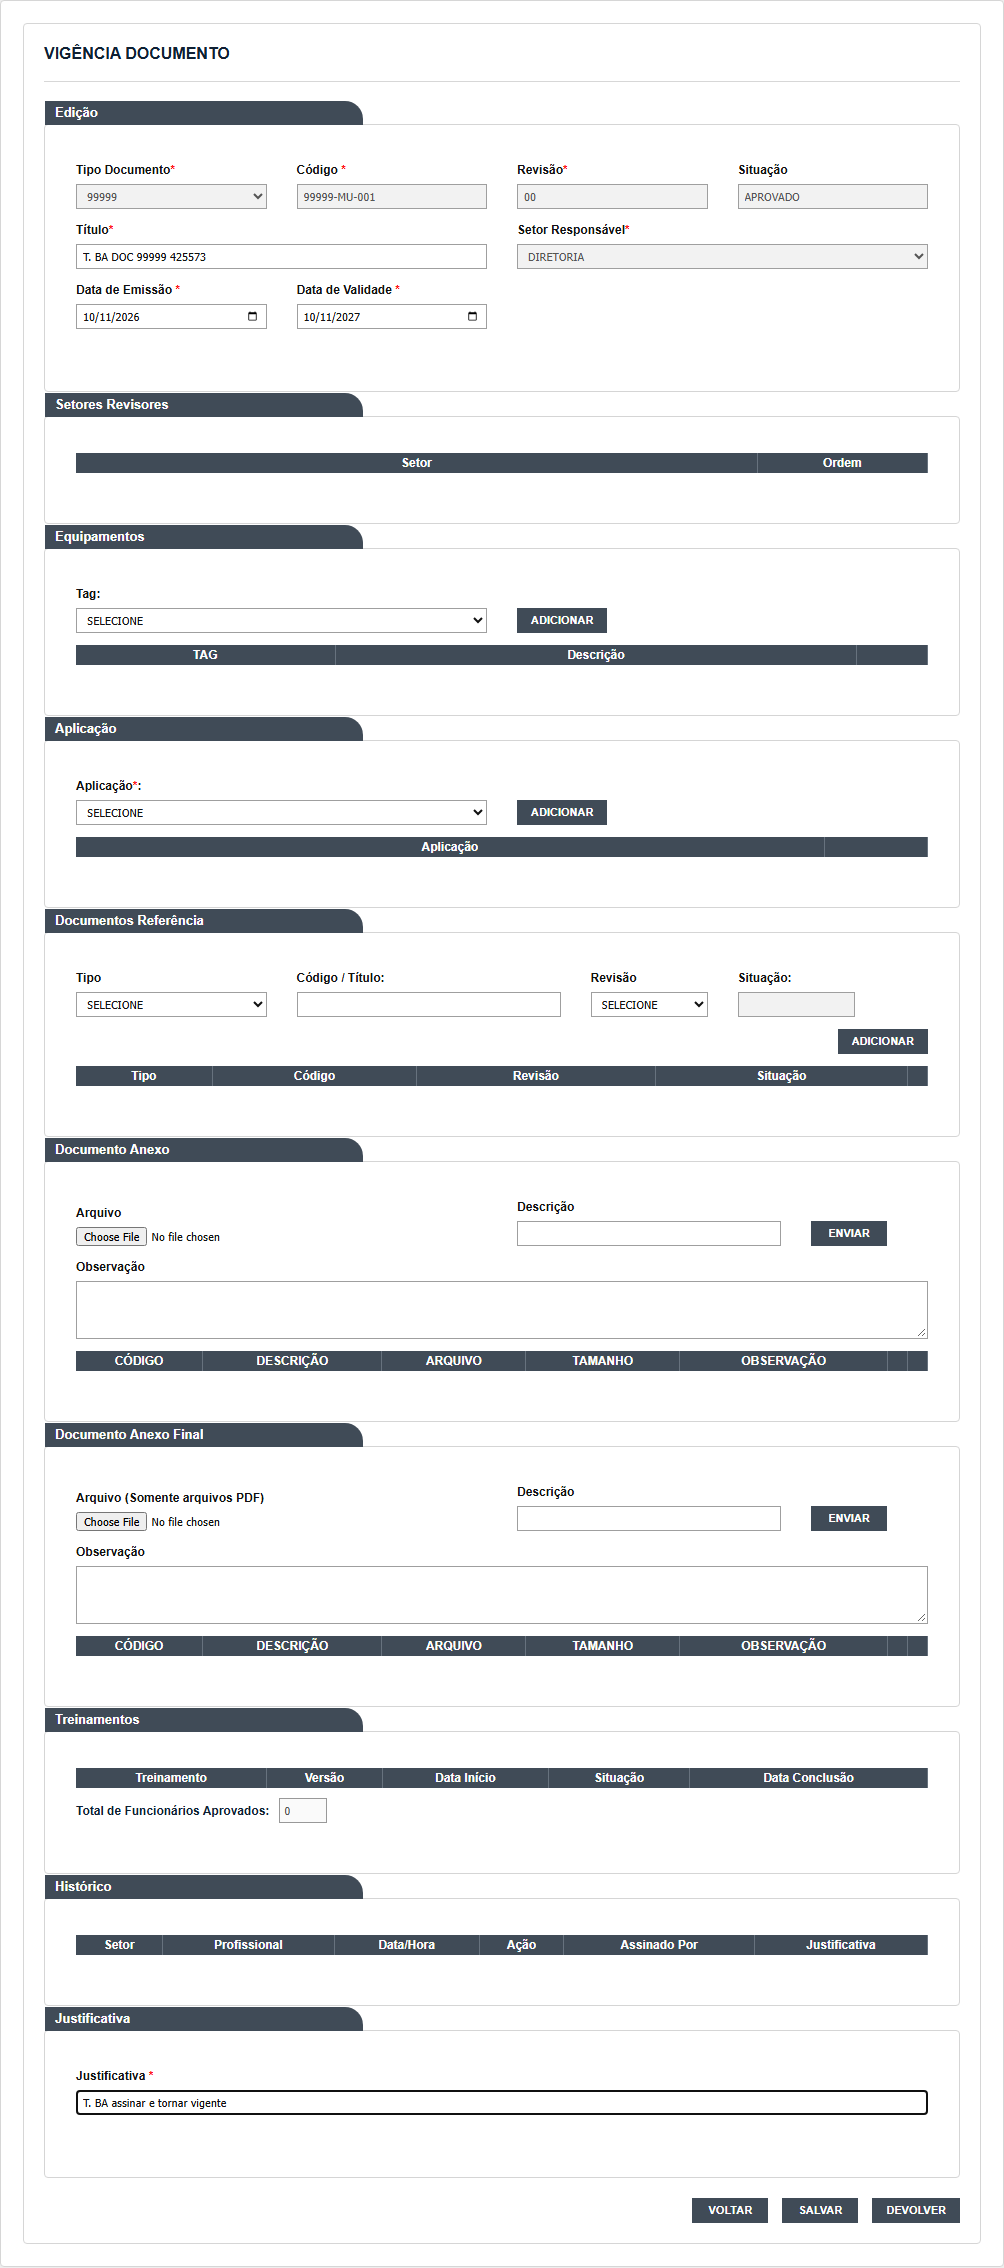 VIGÊNCIA DOCUMENTO
Edição
Tipo Documento* Código * Revisão* Situação
99999 99999-MU-001 00 APROVADO
Título* Setor Responsável*
T. BA DOC 99999 425573 DIRETORIA
Data de Emissão * Data de Validade *
10/11/2026 10/11/2027
Setores Revisores
Setor Ordem
Equipamentos
Tag:
SELECIONE ADICIONAR
TAG Descrição
Aplicação
Aplicação*:
SELECIONE ADICIONAR
Aplicação
Documentos Referência
Tipo Código / Título: Revisão Situação:
SELECIONE SELECIONE
ADICIONAR
Tipo Código Revisão Situação
Documento Anexo
Arquivo Descrição
Choose File No file chosen ENVIAR
Observação
CÓDIGO DESCRIÇÃO ARQUIVO TAMANHO OBSERVAÇÃO
Documento Anexo Final
Arquivo (Somente arquivos PDF) Descrição
Choose File No file chosen ENVIAR
Observação
CÓDIGO DESCRIÇÃO ARQUIVO TAMANHO OBSERVAÇÃO
Treinamentos
Treinamento Versão Data Início Situação Data Conclusão
Total de Funcionários Aprovados: 0
Histórico
Setor Profissional Data/Hora Ação Assinado Por Justificativa
Justificativa
Justificativa *
T. BA assinar e tornar vigente
VOLTAR SALVAR DEVOLVER